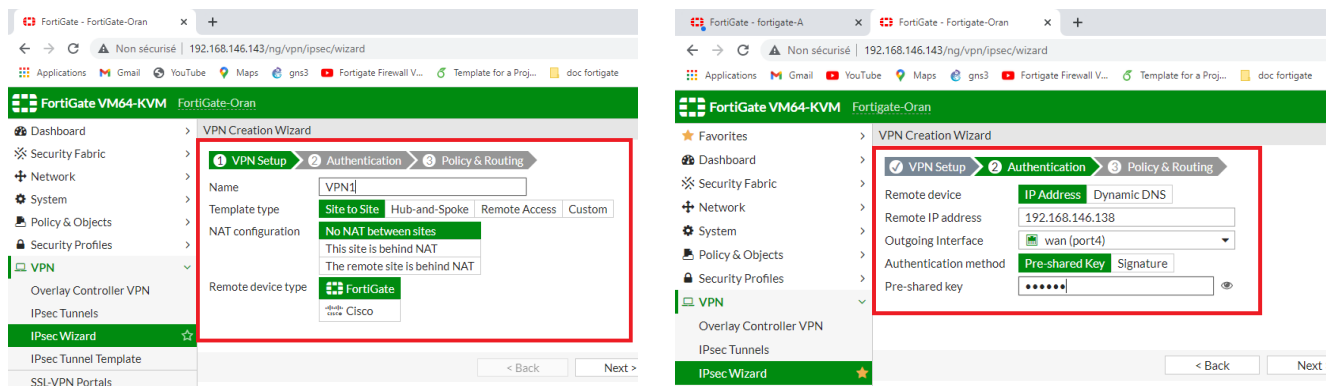 FortiGate - FortiGate-Oran
Non sécurisé | 192.168.146.143/ng/vpn/ipsec/wizard
Applications Gmail YouTube Maps gns3 Fortigate Firewall V... Template for a Proj... doc fortigate
FortiGate VM64-KVM FortiGate-Oran
Dashboard
Security Fabric
Network
System
Policy & Objects
Security Profiles
VPN
Overlay Controller VPN
IPsec Tunnels
IPsec Wizard
IPsec Tunnel Template
SSL-VPN Portals
VPN Creation Wizard
1 VPN Setup 2 Authentication 3 Policy & Routing
Name VPN1
Template type Site to Site Hub-and-Spoke Remote Access Custom
NAT configuration No NAT between sites
This site is behind NAT
The remote site is behind NAT
Remote device type FortiGate
Cisco
< Back Next >
FortiGate - fortigate-A FortiGate - Fortigate-Oran
Non sécurisé | 192.168.146.143/ng/vpn/ipsec/wizard
Applications Gmail YouTube Maps gns3 Fortigate Firewall V... Template for a Proj... doc fortigate
FortiGate VM64-KVM Fortigate-Oran
Favorites
Dashboard
Security Fabric
Network
System
Policy & Objects
Security Profiles
VPN
Overlay Controller VPN
IPsec Tunnels
IPsec Wizard
VPN Creation Wizard
VPN Setup 2 Authentication 3 Policy & Routing
Remote device IP Address Dynamic DNS
Remote IP address 192.168.146.138
Outgoing Interface wan (port4)
Authentication method Pre-shared Key Signature
Pre-shared key ••••••
< Back Next